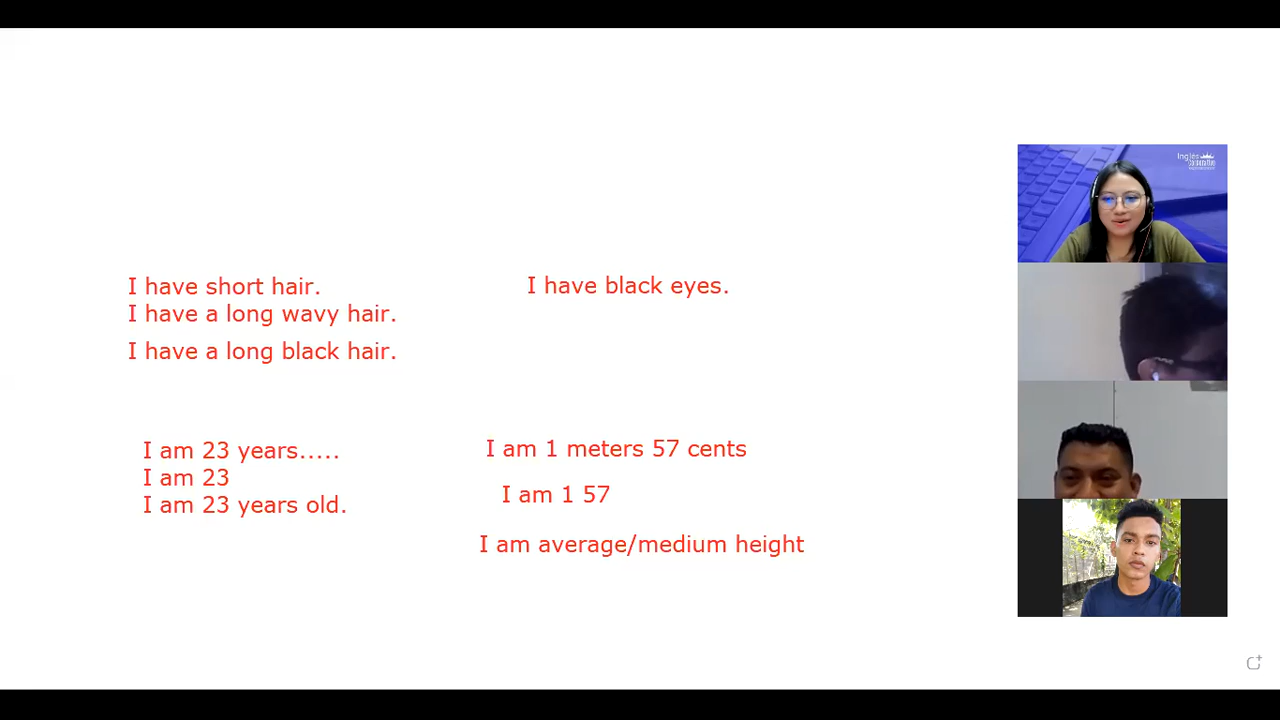 I have short hair.
I have a long wavy hair.
I have a long black hair.
I have black eyes.
I am 23 years.....
I am 23
I am 23 years old.
I am 1 meters 57 cents
I am 1 57
I am average/medium height
Inglés